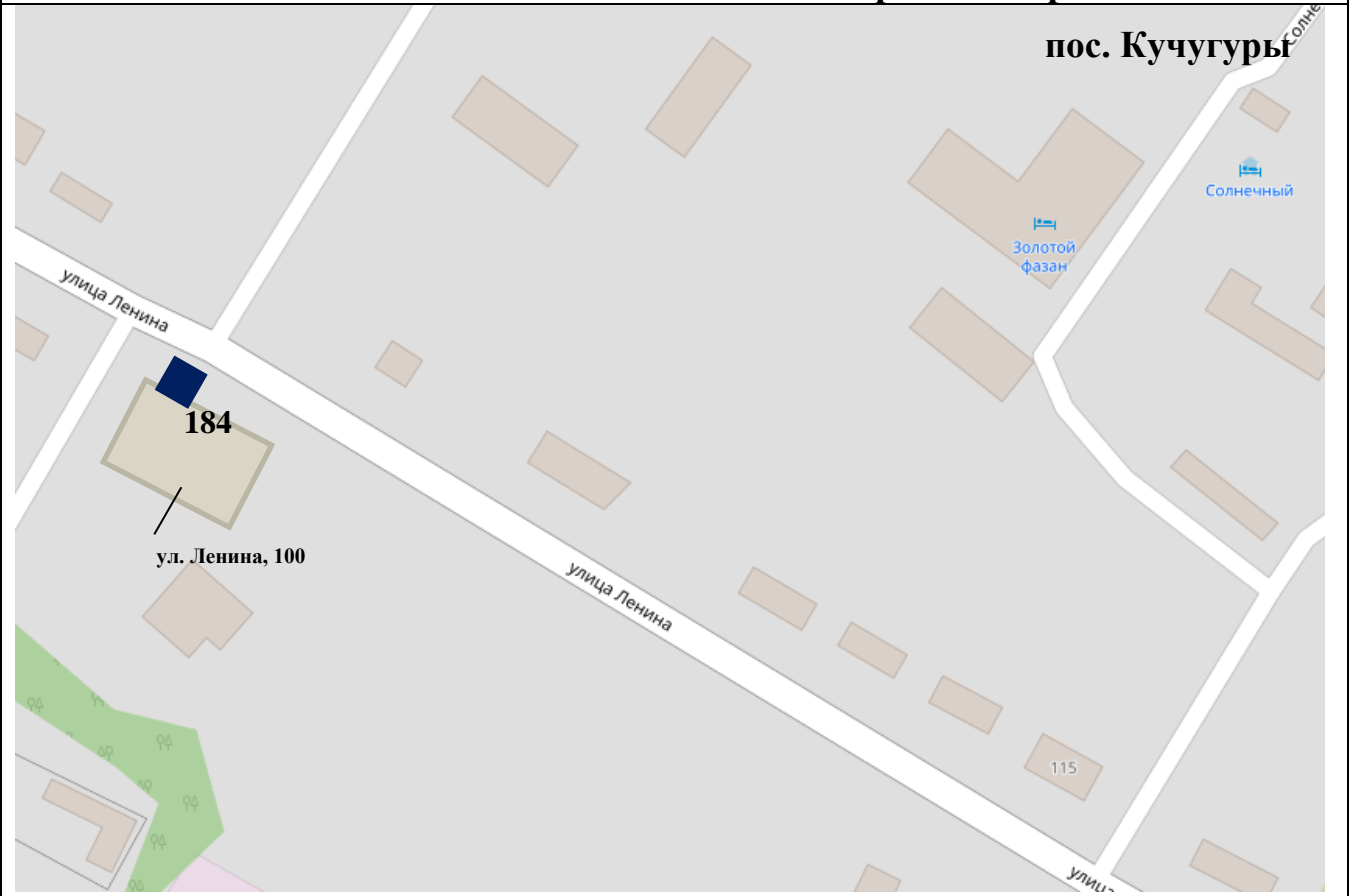 пос. Кучугуры
Солнечный
Золотой
фазан
улица Ленина
184
ул. Ленина, 100
улица Ленина
115